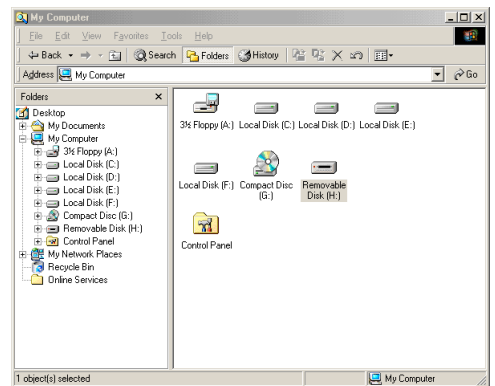 My Computer
File Edit View Favorites Tools Help
Back Search Folders History
Address My Computer Go
Folders
Desktop
My Documents
My Computer
3½ Floppy (A:)
Local Disk (C:)
Local Disk (D:)
Local Disk (E:)
Local Disk (F:)
Compact Disc (G:)
Removable Disk (H:)
Control Panel
My Network Places
Recycle Bin
Online Services
3½ Floppy (A:) Local Disk (C:) Local Disk (D:) Local Disk (E:)
Local Disk (F:) Compact Disc (G:) Removable Disk (H:)
Control Panel
1 object(s) selected My Computer